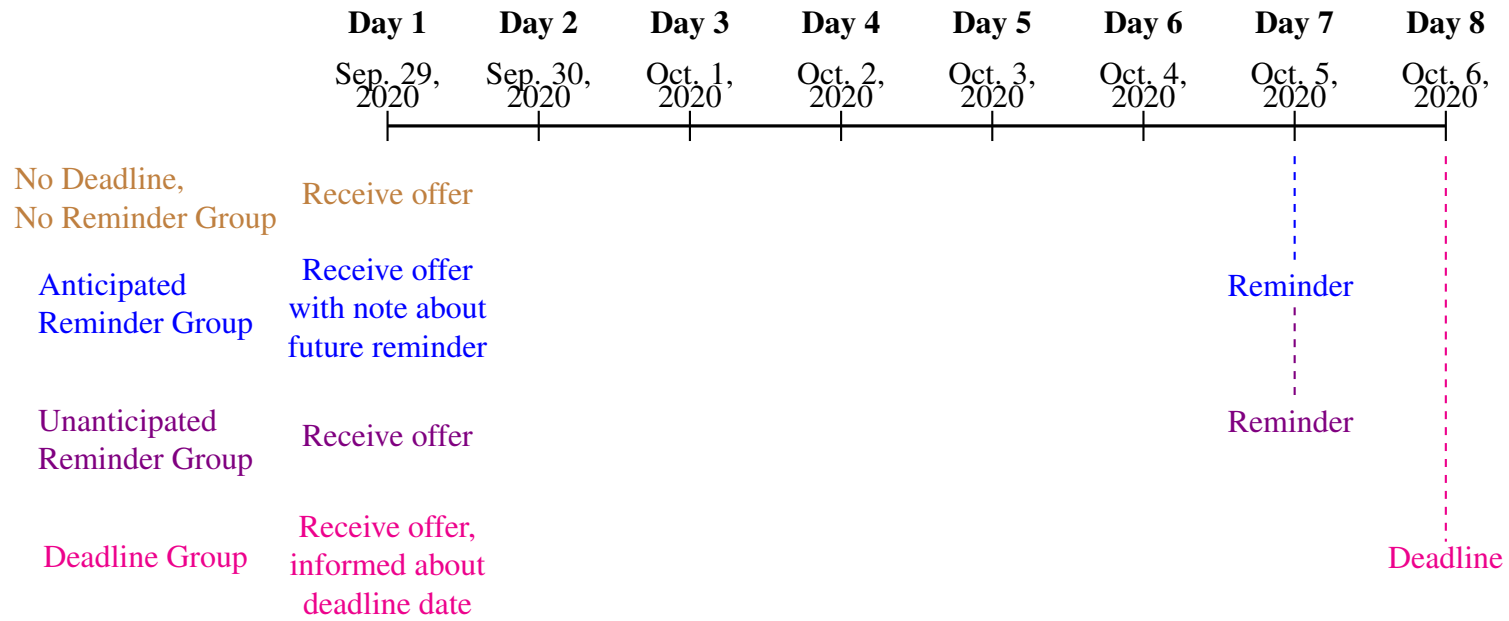 Day 1 Day 2 Day 3 Day 4 Day 5 Day 6 Day 7 Day 8
Sep. 29, Sep. 30, Oct. 1, Oct. 2, Oct. 3, Oct. 4, Oct. 5, Oct. 6,
2020 2020 2020 2020 2020 2020 2020 2020
No Deadline,
No Reminder Group
Receive offer
Anticipated
Reminder Group
Receive offer
with note about
future reminder
Reminder
Unanticipated
Reminder Group
Receive offer
Reminder
Deadline Group
Receive offer,
informed about
deadline date
Deadline